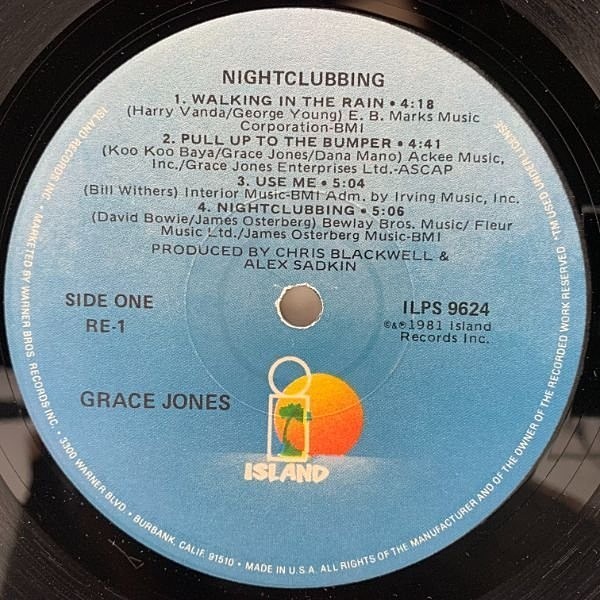 NIGHTCLUBBING
1. WALKING IN THE RAIN • 4:18
(Harry Vanda/George Young) E. B. Marks Music
Corporation-BMI
2. PULL UP TO THE BUMPER • 4:41
(Koo Koo Baya/Grace Jones/Dana Mano) Ackee Music,
Inc./Grace Jones Enterprises Ltd.-ASCAP
3. USE ME • 5:04
(Bill Withers) Interior Music-BMI Adm. by Irving Music, Inc.
4. NIGHTCLUBBING • 5:06
(David Bowie/James Osterberg) Bewlay Bros. Music/ Fleur
Music Ltd./James Osterberg Music-BMI
PRODUCED BY CHRIS BLACKWELL &
ALEX SADKIN
SIDE ONE
RE-1
ILPS 9624
©&℗1981 Island
Records Inc.
GRACE JONES
ISLAND
ISLAND RECORDS INC. • MARKETED BY WARNER BROS. RECORDS INC. • 3300 WARNER BLVD. • BURBANK, CALIF. 91510 • MADE IN U.S.A. ALL RIGHTS OF THE MANUFACTURER AND OF THE OWNER OF THE RECORDED WORK RESERVED • TM USED UNDER LICENSE